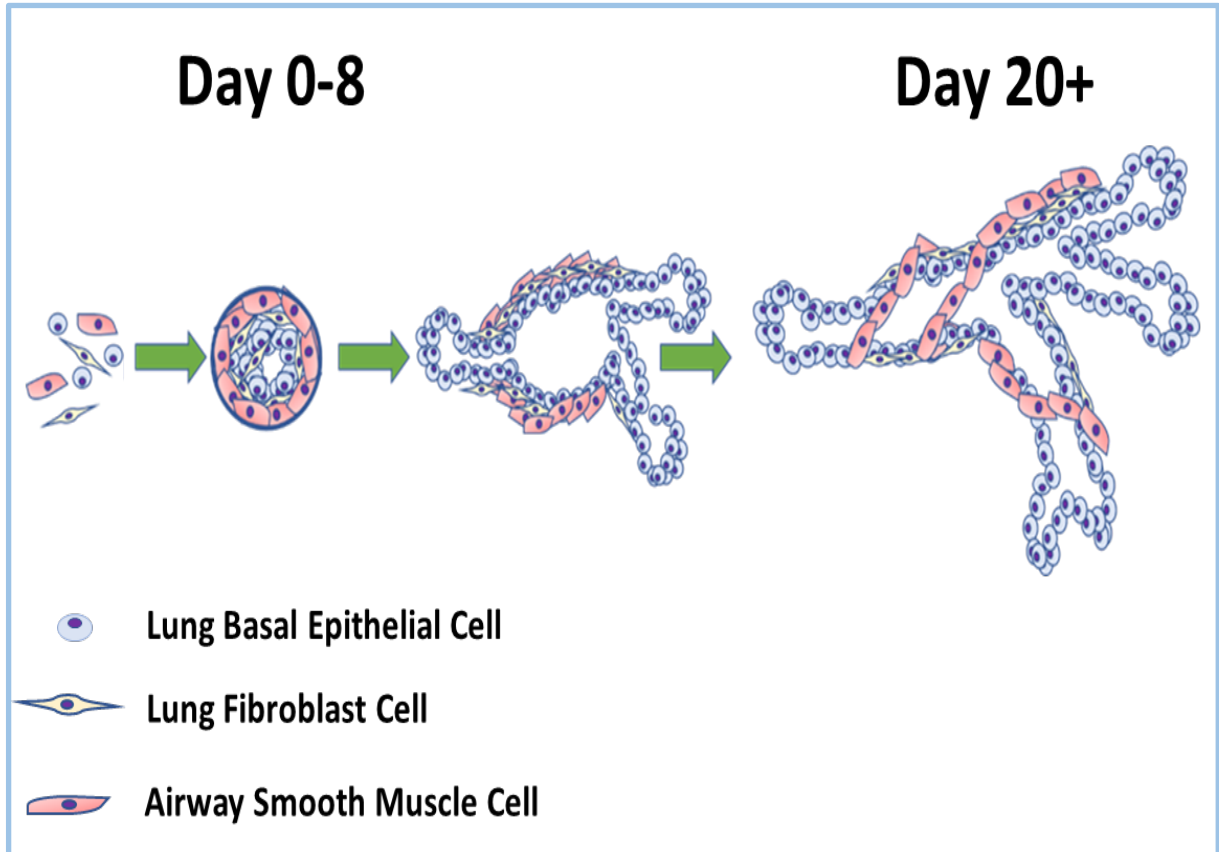 Day 0-8
Day 20+
Lung Basal Epithelial Cell
Lung Fibroblast Cell
Airway Smooth Muscle Cell